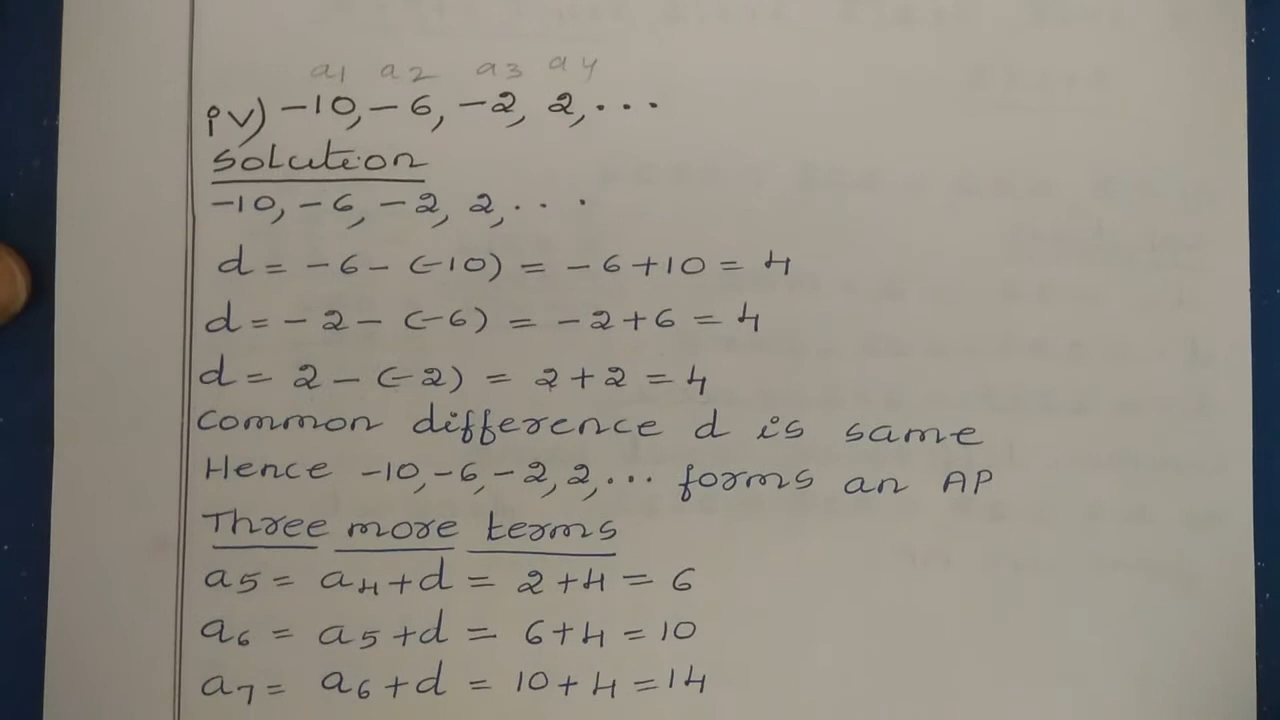 a1 a2 a3 a4
iv) -10, -6, -2, 2, ...
Solution
-10, -6, -2, 2, ...
d = -6 - (-10) = -6 + 10 = 4
d = -2 - (-6) = -2 + 6 = 4
d = 2 - (-2) = 2 + 2 = 4
Common difference d is same
Hence -10, -6, -2, 2, ... forms an AP
Three more terms
a5 = a4 + d = 2 + 4 = 6
a6 = a5 + d = 6 + 4 = 10
a7 = a6 + d = 10 + 4 = 14